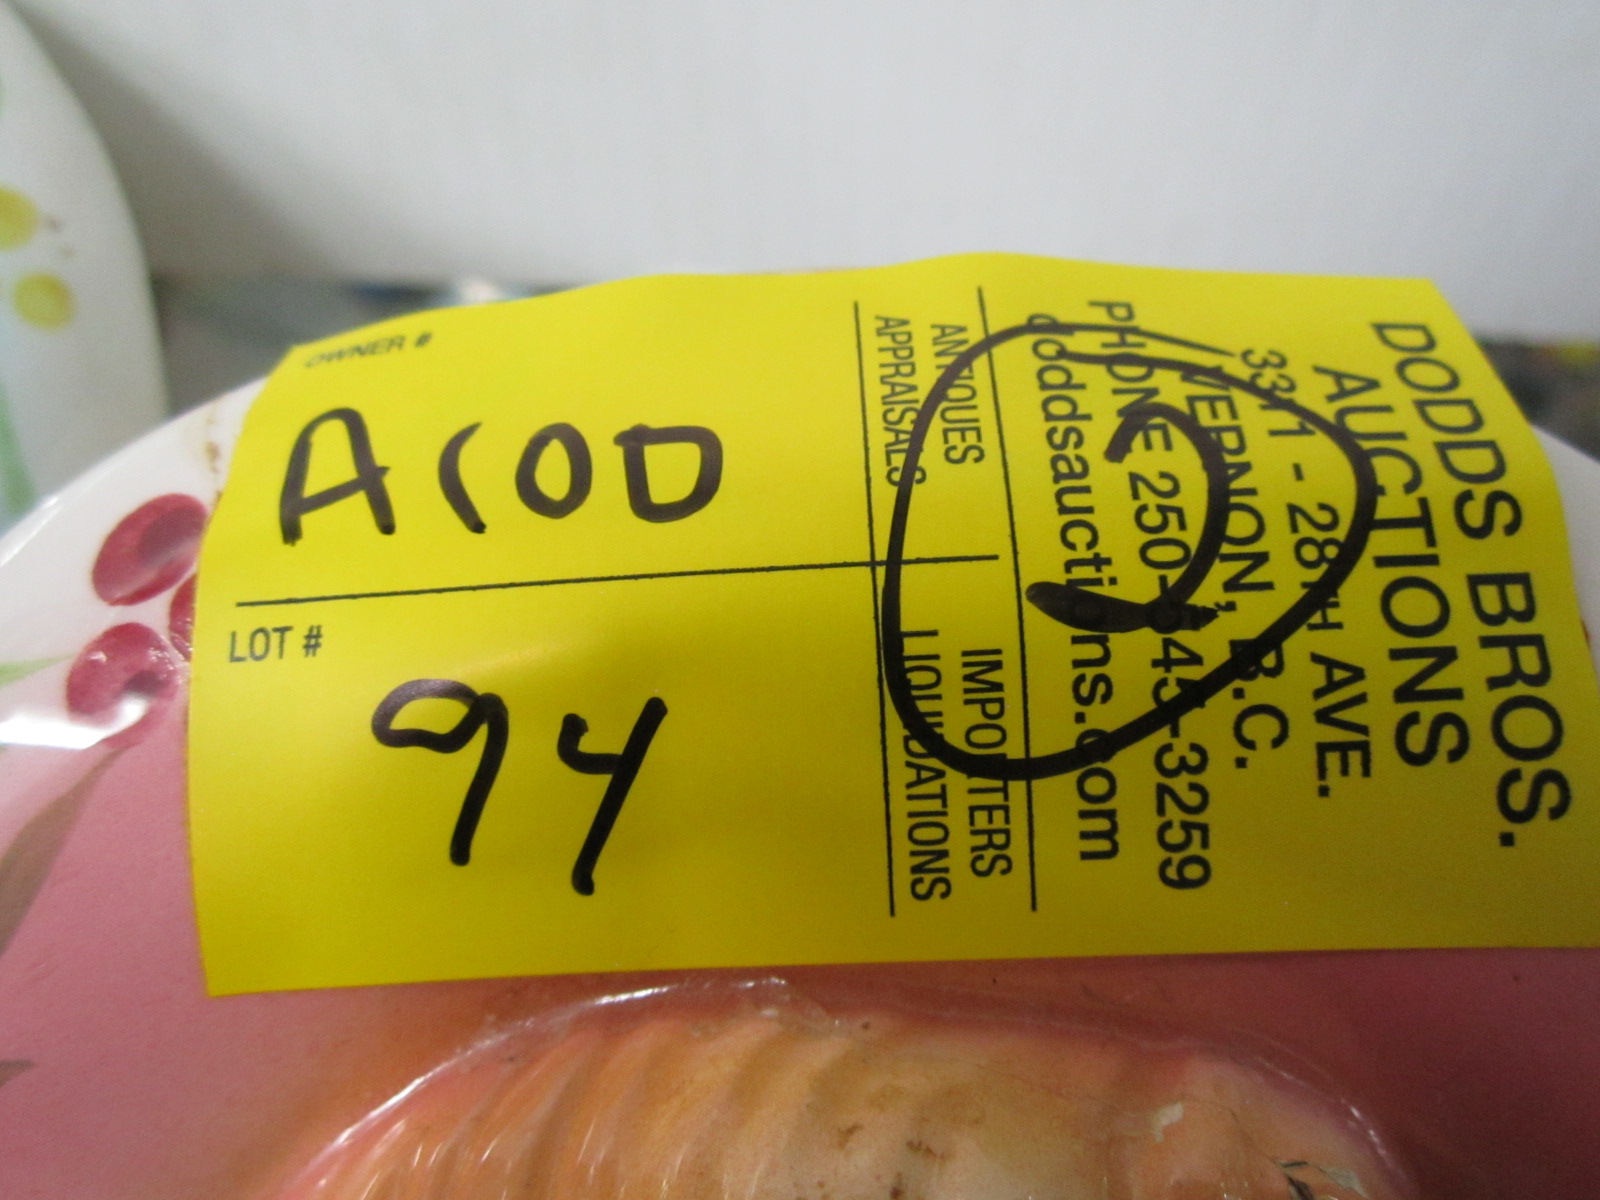 OWNER #
A100
LOT #
94
DODDS BROS.
AUCTIONS
3311 - 28TH AVE.
VERNON, B.C.
PHONE 250-545-3259
doddsauctions.com
ANTIQUES
IMPORTERS
APPRAISALS
LIQUIDATIONS
2